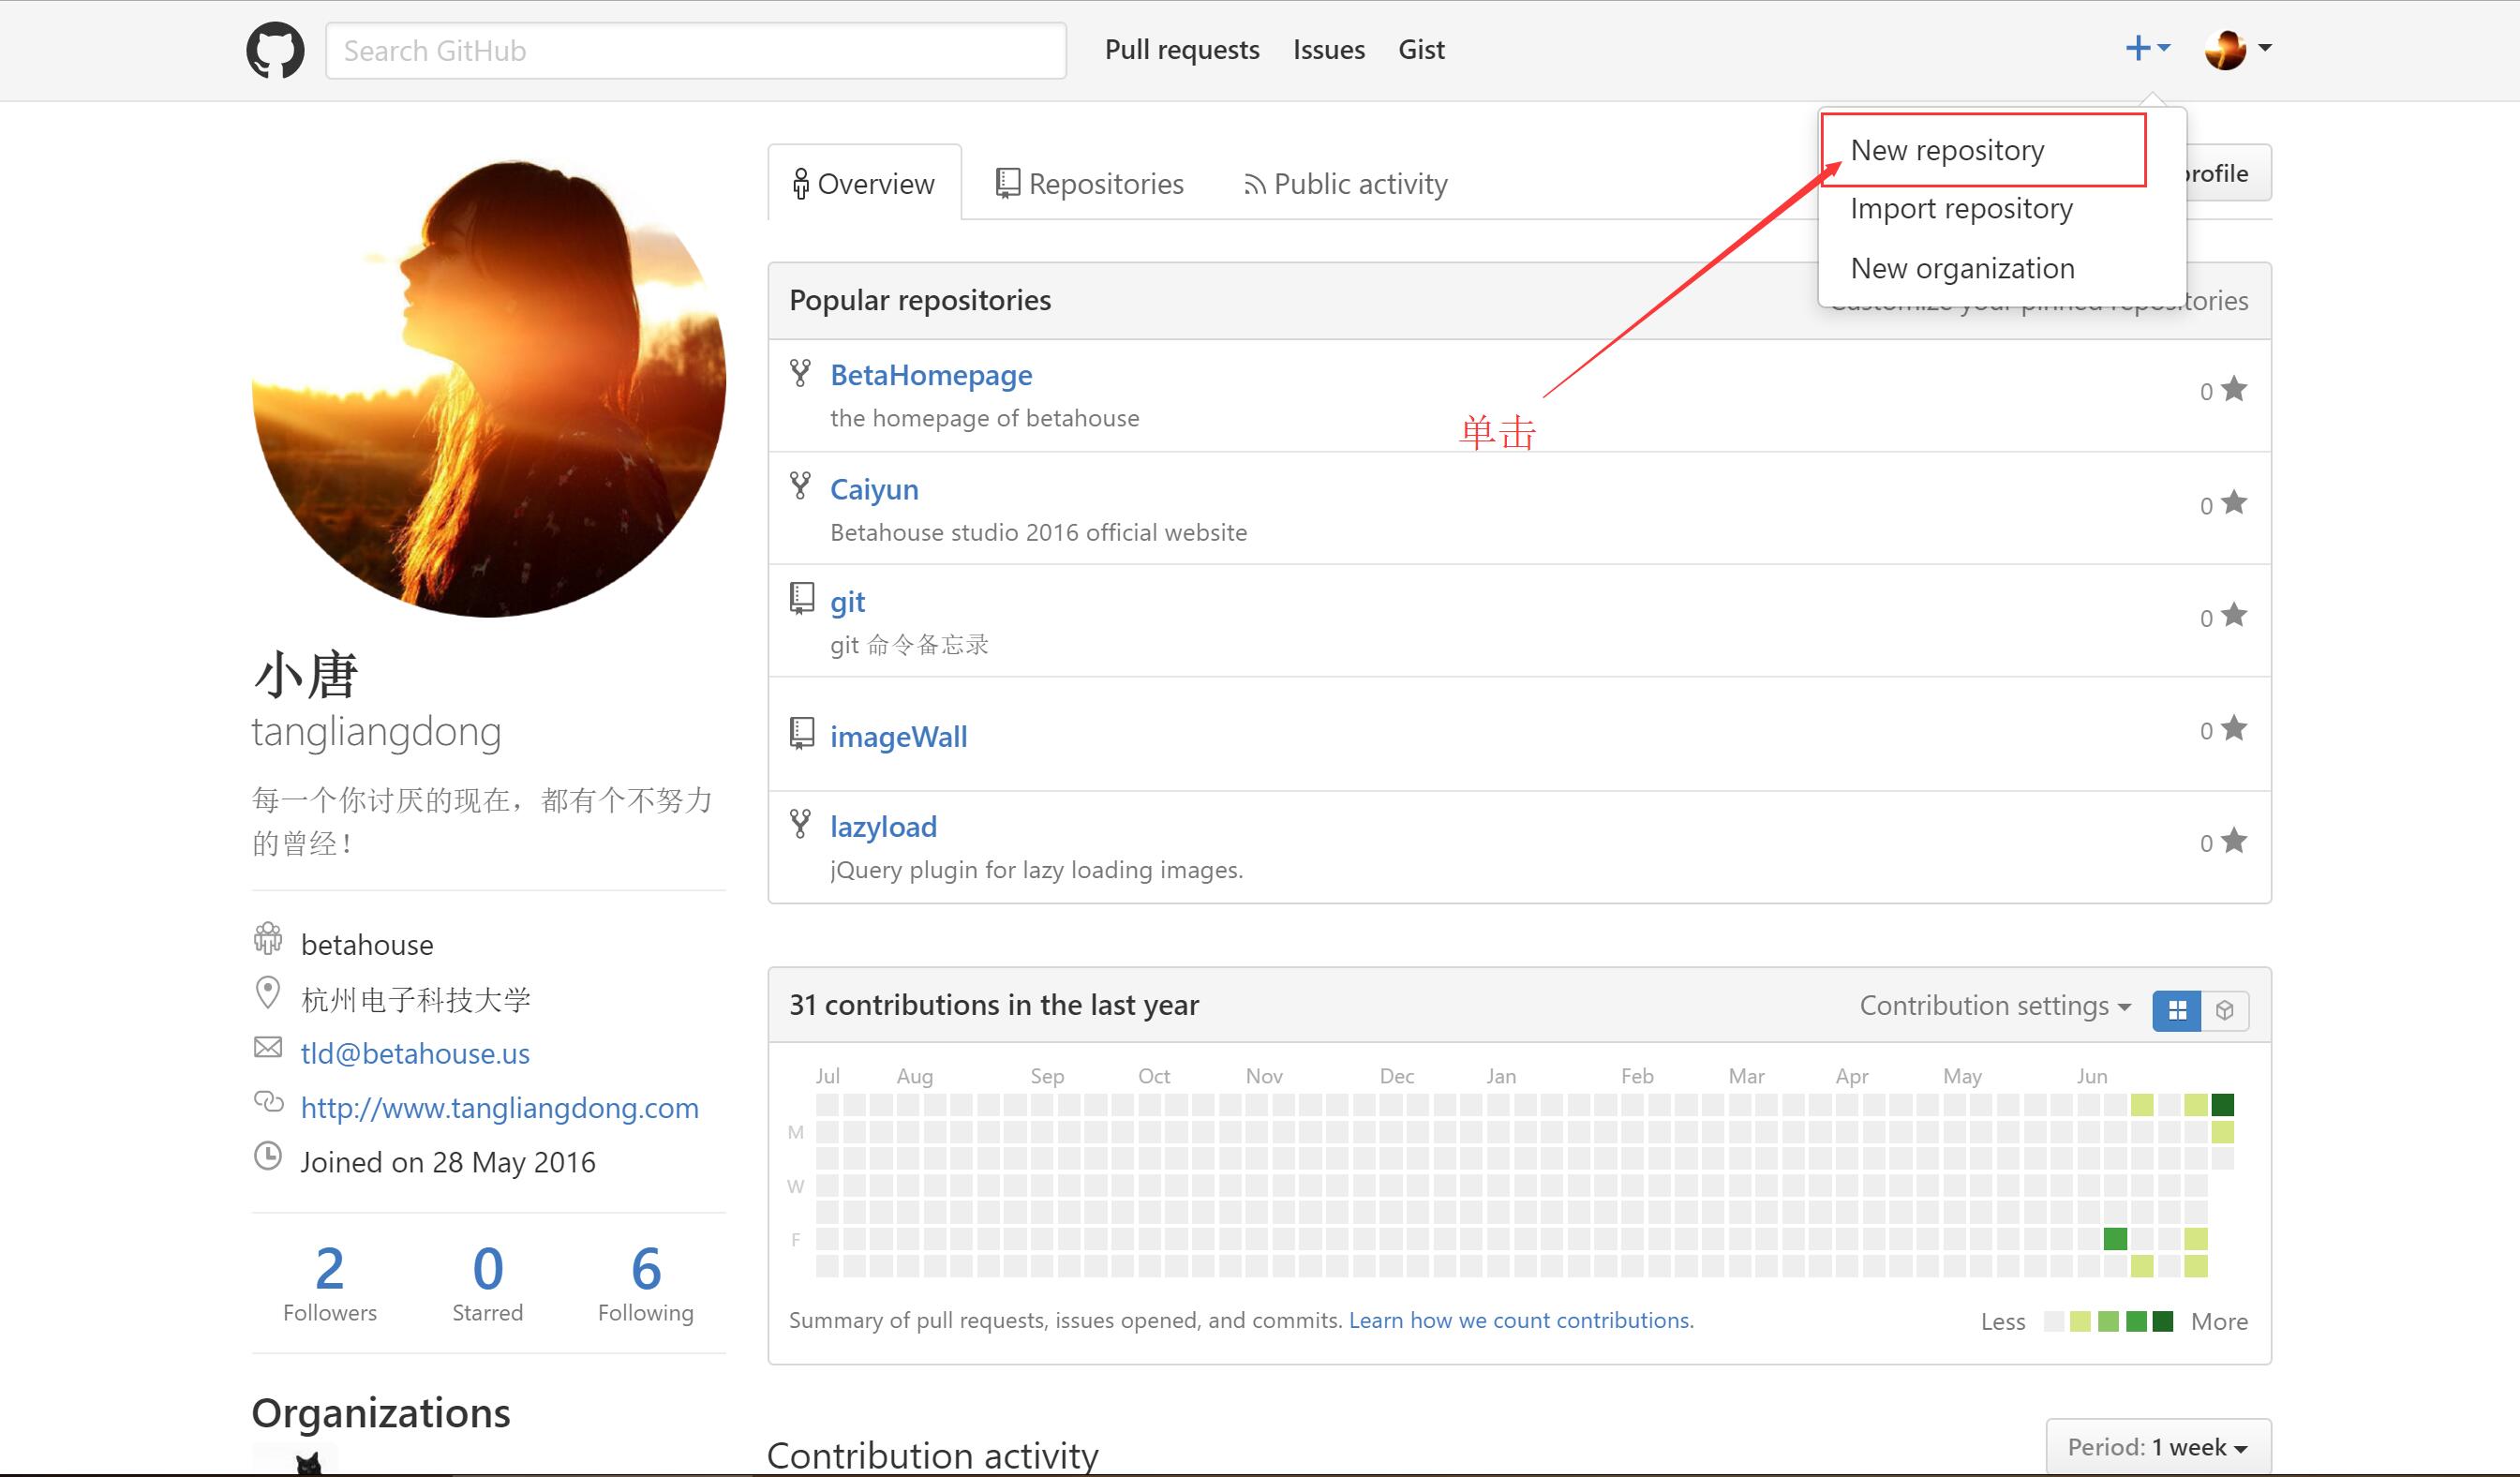 Search GitHub
Pull requests Issues Gist
New repository
Import repository
New organization
Overview Repositories Public activity
profile
Popular repositories
Customize your pinned repositories
BetaHomepage
the homepage of betahouse
0
单击
Caiyun
Betahouse studio 2016 official website
0
git
git 命令备忘录
0
imageWall
0
lazyload
jQuery plugin for lazy loading images.
0
小唐
tangliangdong
每一个你讨厌的现在，都有个不努力
的曾经！
betahouse
杭州电子科技大学
tld@betahouse.us
http://www.tangliangdong.com
Joined on 28 May 2016
2 0 6
Followers Starred Following
Organizations
31 contributions in the last year
Contribution settings
Jul Aug Sep Oct Nov Dec Jan Feb Mar Apr May Jun
M
W
F
Summary of pull requests, issues opened, and commits. Learn how we count contributions.
Less More
Contribution activity
Period: 1 week